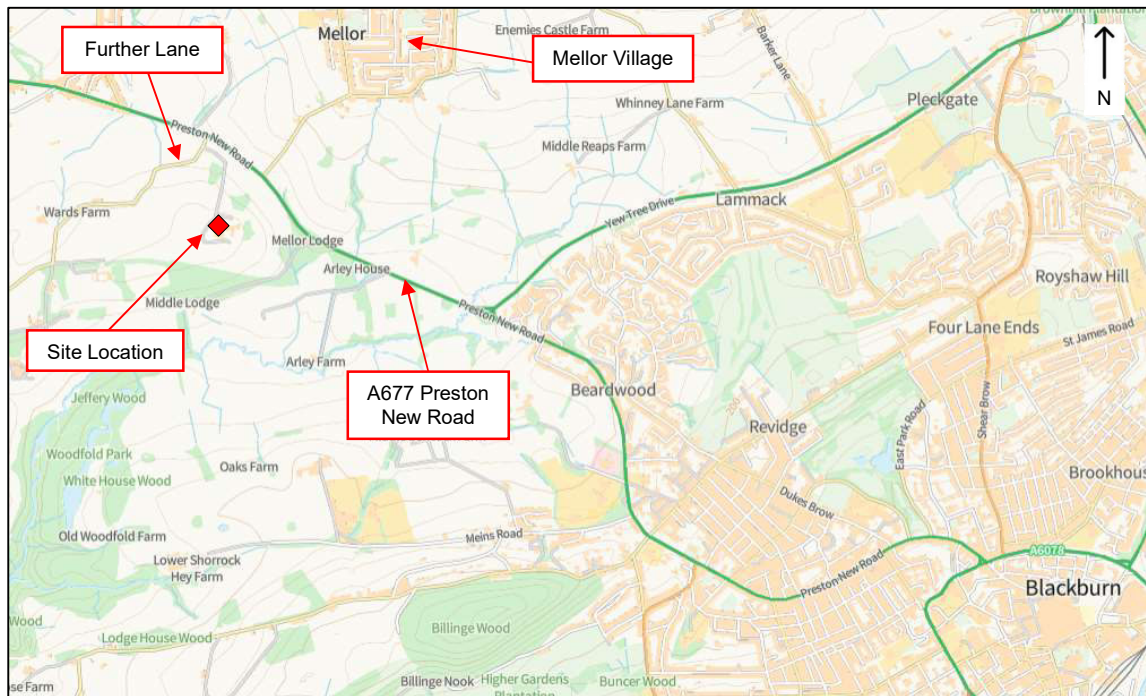 Brownhill Plantation
Enemies Castle Farm
Mellor
Further Lane
Mellor Village
Barker Lane
N
Pleckgate
Whinney Lane Farm
Preston New Road
Middle Reaps Farm
Lammack
Yew Tree Drive
Wards Farm
Mellor Lodge
Arley House
Royshaw Hill
Middle Lodge
Preston New Road
Four Lane Ends
St James Road
Site Location
Arley Farm
A677 Preston
New Road
Beardwood
Shear Brow
Jeffery Wood
260
East Park Road
Revidge
Woodfold Park
Oaks Farm
Brookhous
White House Wood
Dukes Brow
Old Woodfold Farm
Meins Road
Lower Shorrock
Hey Farm
A6078
Preston New Road
Blackburn
Wood
Billinge Wood
Lodge House Wood
se Farm
Billinge Nook
Higher Gardens
Plantation
Buncer Wood